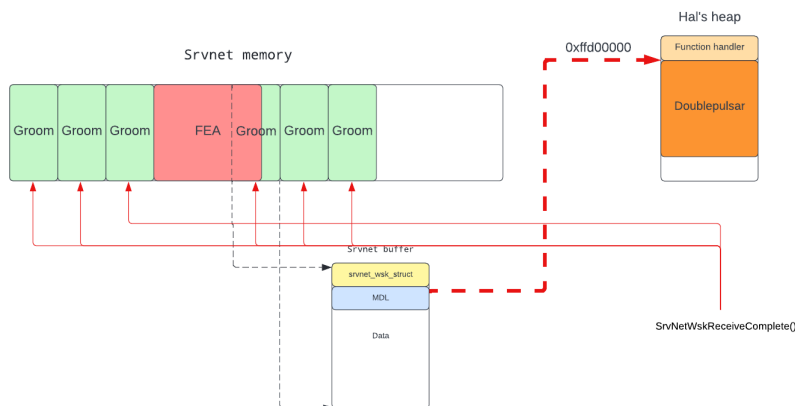 Hal's heap
0xffd00000
Function handler
Srvnet memory
Doublepulsar
Groom Groom Groom FEA Groom Groom Groom
Srvnet buffer
srvnet_wsk_struct
MDL
SrvNetWskReceiveComplete()
Data